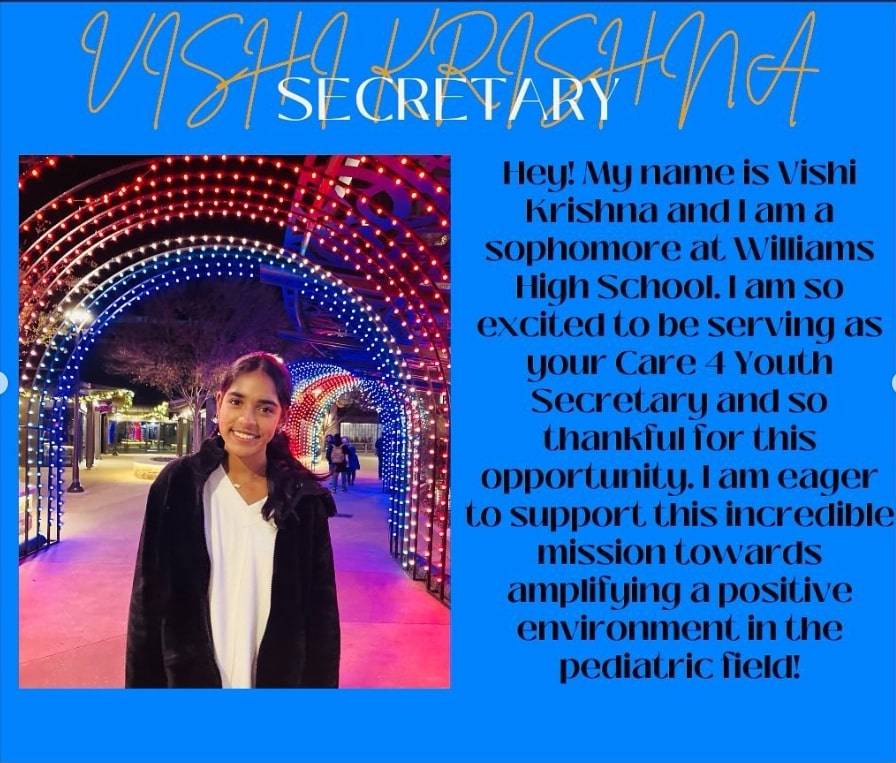 VISHI KRISHNA
SECRETARY
Hey! My name is Vishi
Krishna and I am a
sophomore at Williams
High School. I am so
excited to be serving as
your Care 4 Youth
Secretary and so
thankful for this
opportunity. I am eager
to support this incredible
mission towards
amplifying a positive
environment in the
pediatric field!